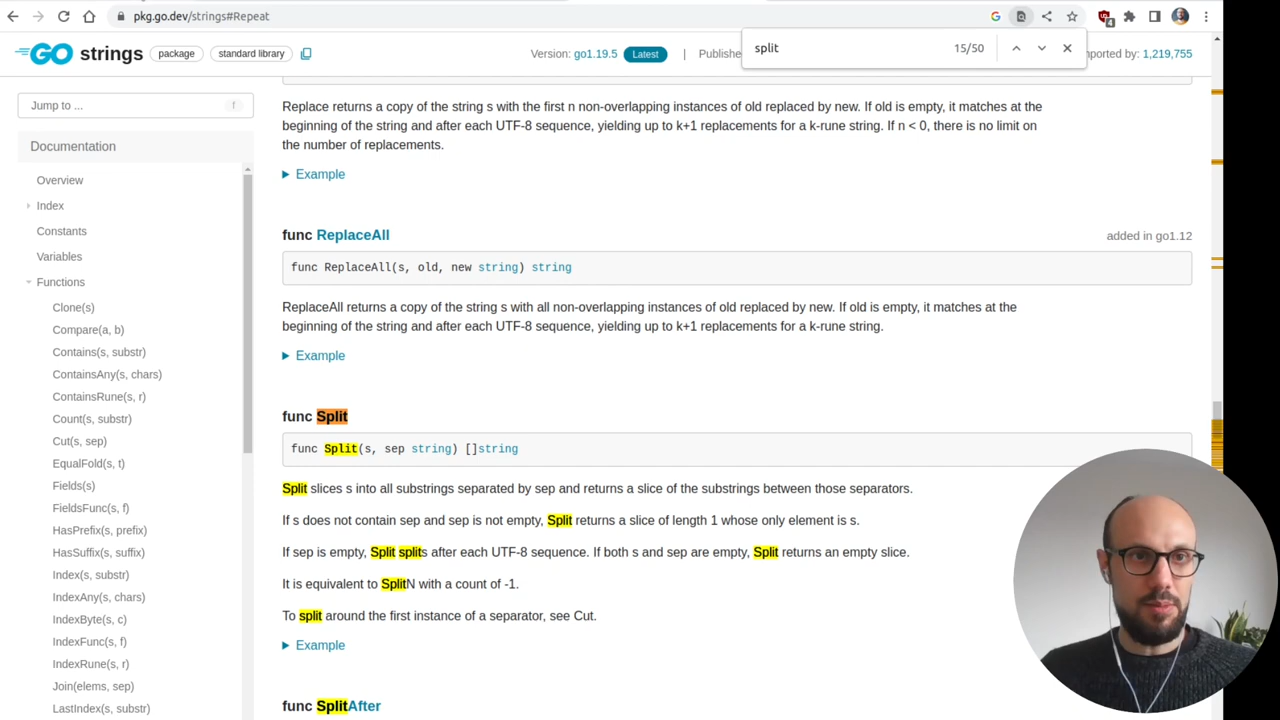 pkg.go.dev/strings#Repeat
4
split
15/50
GO strings package standard library
Version: go1.19.5 Latest | Publishe
ported by: 1,219,755
Jump to ... f
Documentation
Overview
Index
Constants
Variables
Functions
Clone(s)
Compare(a, b)
Contains(s, substr)
ContainsAny(s, chars)
ContainsRune(s, r)
Count(s, substr)
Cut(s, sep)
EqualFold(s, t)
Fields(s)
FieldsFunc(s, f)
HasPrefix(s, prefix)
HasSuffix(s, suffix)
Index(s, substr)
IndexAny(s, chars)
IndexByte(s, c)
IndexFunc(s, f)
IndexRune(s, r)
Join(elems, sep)
LastIndex(s, substr)
Replace returns a copy of the string s with the first n non-overlapping instances of old replaced by new. If old is empty, it matches at the
beginning of the string and after each UTF-8 sequence, yielding up to k+1 replacements for a k-rune string. If n < 0, there is no limit on
the number of replacements.
Example
func ReplaceAll
added in go1.12
func ReplaceAll(s, old, new string) string
ReplaceAll returns a copy of the string s with all non-overlapping instances of old replaced by new. If old is empty, it matches at the
beginning of the string and after each UTF-8 sequence, yielding up to k+1 replacements for a k-rune string.
Example
func Split
func Split(s, sep string) []string
Split slices s into all substrings separated by sep and returns a slice of the substrings between those separators.
If s does not contain sep and sep is not empty, Split returns a slice of length 1 whose only element is s.
If sep is empty, Split splits after each UTF-8 sequence. If both s and sep are empty, Split returns an empty slice.
It is equivalent to SplitN with a count of -1.
To split around the first instance of a separator, see Cut.
Example
func SplitAfter